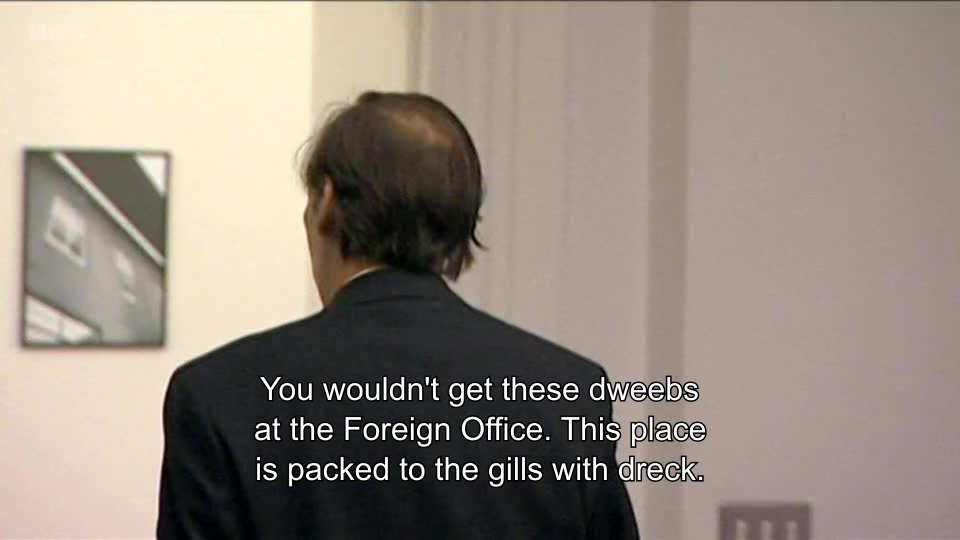 You wouldn't get these dweebs
at the Foreign Office. This place
is packed to the gills with dreck.